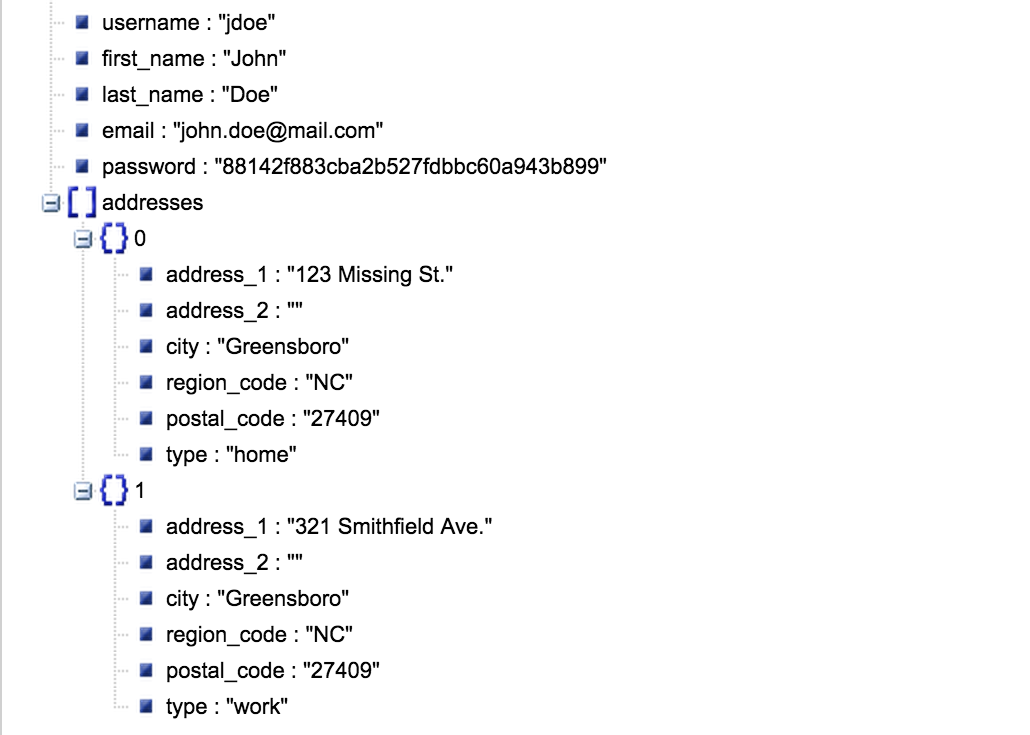 username : "jdoe"
first_name : "John"
last_name : "Doe"
email : "john.doe@mail.com"
password : "88142f883cba2b527fdbbc60a943b899"
[ ] addresses
{} 0
address_1 : "123 Missing St."
address_2 : ""
city : "Greensboro"
region_code : "NC"
postal_code : "27409"
type : "home"
{} 1
address_1 : "321 Smithfield Ave."
address_2 : ""
city : "Greensboro"
region_code : "NC"
postal_code : "27409"
type : "work"